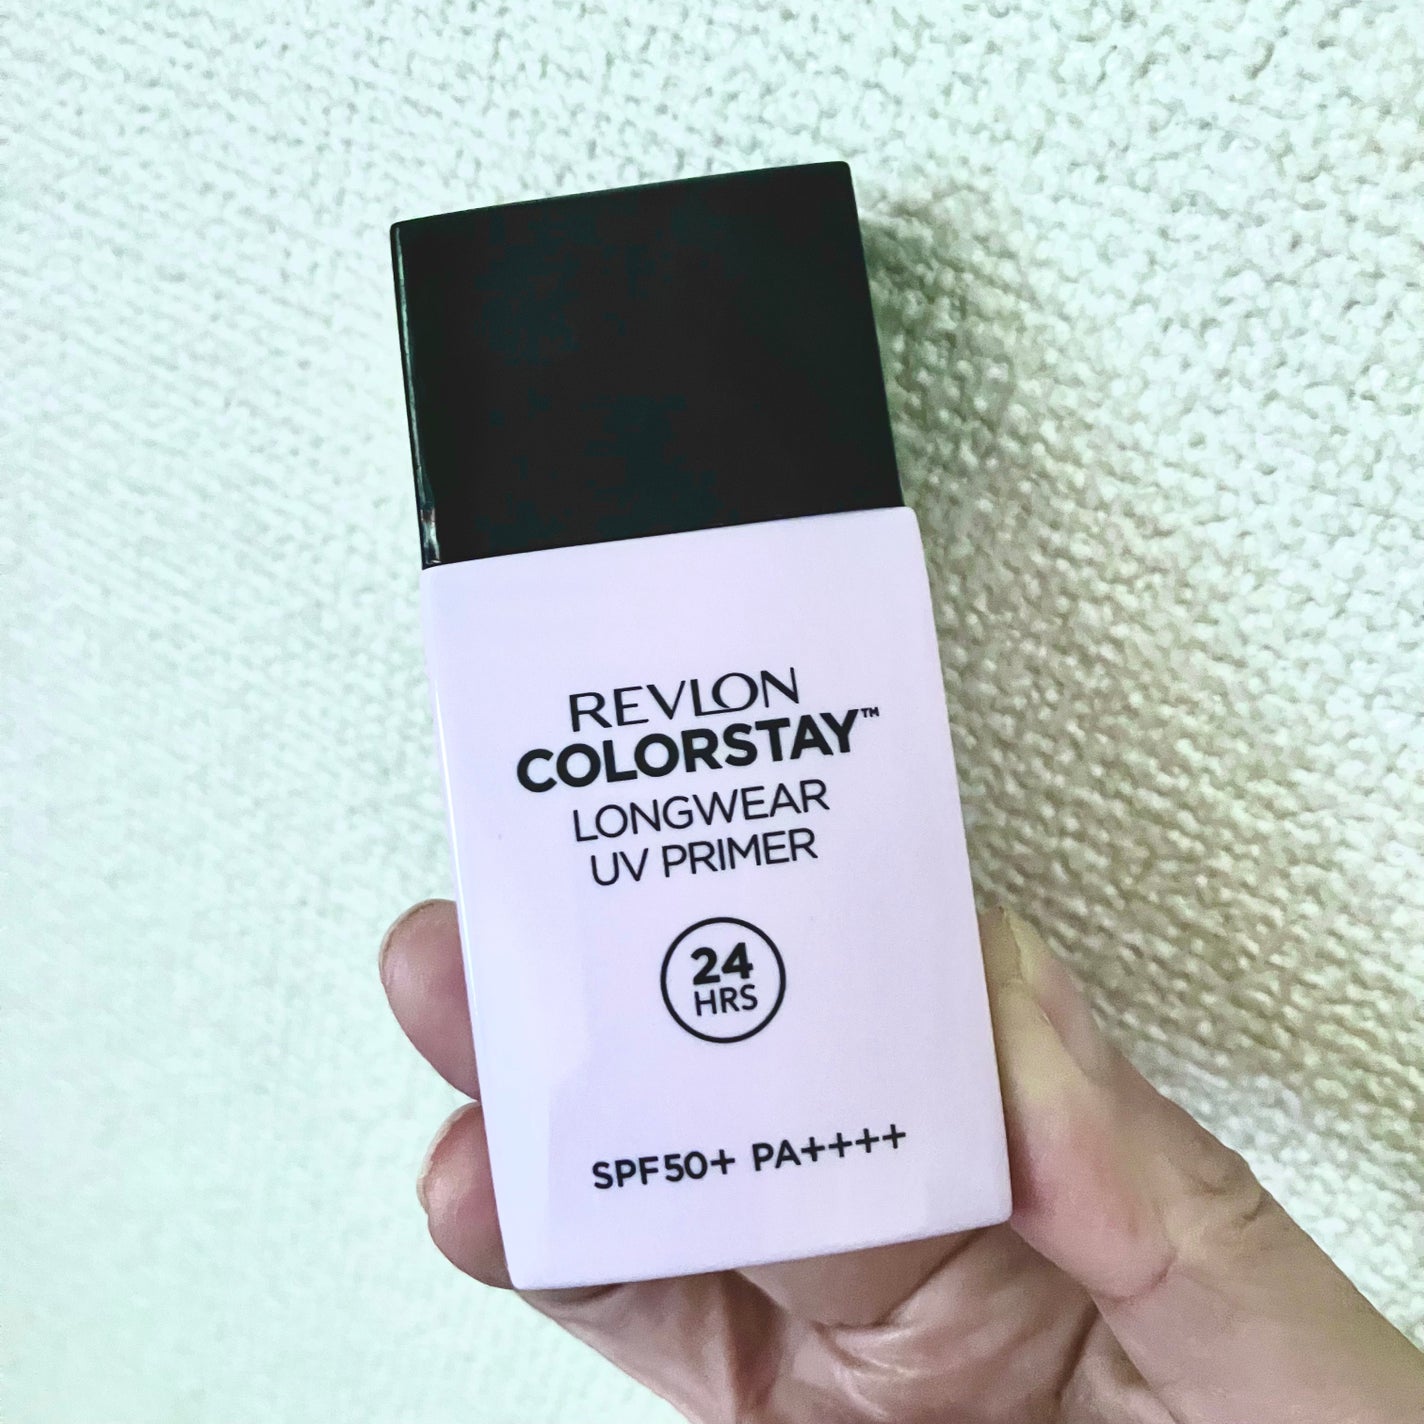 REVLON
COLORSTAY™
LONGWEAR
UV PRIMER
24
HRS
SPF50+ PA++++